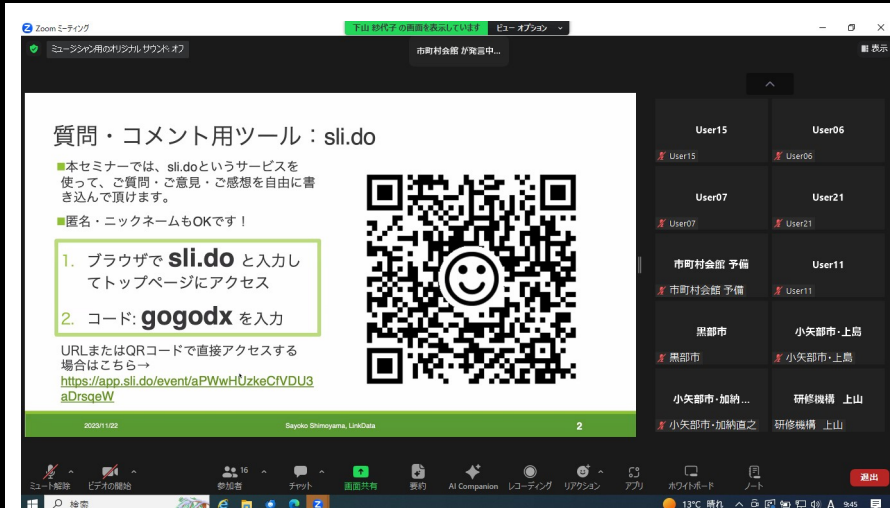 Zoom ミーティング
下山 紗代子 の画面を表示しています
ビュー オプション
ミュージシャン用のオリジナル サウンド: オフ
市町村会館 が発言中...
表示
質問・コメント用ツール：sli.do
■本セミナーでは、sli.doというサービスを
使って、ご質問・ご意見・ご感想を自由に書
き込んで頂けます。
■匿名・ニックネームもOKです！
1. ブラウザで sli.do と入力し
てトップページにアクセス
2. コード: gogodx を入力
URLまたはQRコードで直接アクセスする
場合はこちら→
https://app.sli.do/event/aPWwHUzkeCfVDU3
aDrsqeW
2023/11/22
Sayoko Shimoyama, LinkData
2
User15
User15
User06
User06
User07
User07
User21
User21
市町村会館 予備
市町村会館 予備
User11
User11
黒部市
黒部市
小矢部市・上島
小矢部市・上島
小矢部市・加納...
小矢部市・加納直之
研修機構 上山
研修機構 上山
ミュート解除
ビデオの開始
16
参加者
チャット
画面共有
要約
AI Companion
レコーディング
リアクション
アプリ
ホワイトボード
ノート
退出
検索
13°C 晴れ
A
9:45